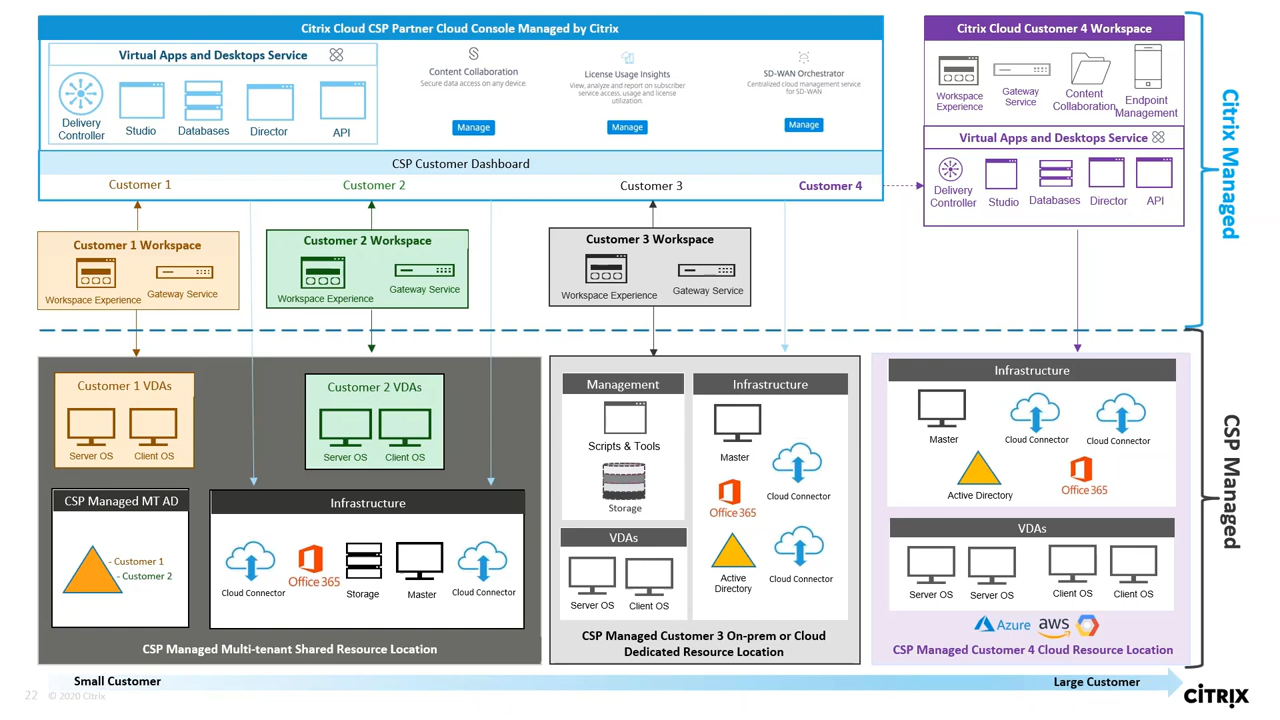 Citrix Cloud CSP Partner Cloud Console Managed by Citrix
Virtual Apps and Desktops Service
Delivery
Controller
Studio
Databases
Director
API
Content Collaboration
Secure data access on any device.
Manage
License Usage Insights
View, analyze and report on subscriber
service access, usage and license
utilization.
Manage
SD-WAN Orchestrator
Centralized cloud management service
for SD-WAN
Manage
CSP Customer Dashboard
Customer 1
Customer 2
Customer 3
Customer 4
Citrix Cloud Customer 4 Workspace
Workspace
Experience
Gateway
Service
Content
Collaboration
Endpoint
Management
Virtual Apps and Desktops Service
Delivery
Controller
Studio
Databases
Director
API
Citrix Managed
Customer 1 Workspace
Workspace Experience
Gateway Service
Customer 2 Workspace
Workspace Experience
Gateway Service
Customer 3 Workspace
Workspace Experience
Gateway Service
Customer 1 VDAs
Server OS
Client OS
Customer 2 VDAs
Server OS
Client OS
CSP Managed MT AD
- Customer 1
- Customer 2
Infrastructure
Cloud Connector
Office 365
Storage
Master
Cloud Connector
CSP Managed Multi-tenant Shared Resource Location
Management
Scripts & Tools
Storage
VDAs
Server OS
Client OS
Infrastructure
Master
Cloud Connector
Office 365
Active
Directory
Cloud Connector
CSP Managed Customer 3 On-prem or Cloud
Dedicated Resource Location
Infrastructure
Master
Cloud Connector
Cloud Connector
Active Directory
Office 365
VDAs
Server OS
Server OS
Client OS
Client OS
Azure
aws
CSP Managed Customer 4 Cloud Resource Location
CSP Managed
Small Customer
Large Customer
22
© 2020 Citrix
CİTRIX